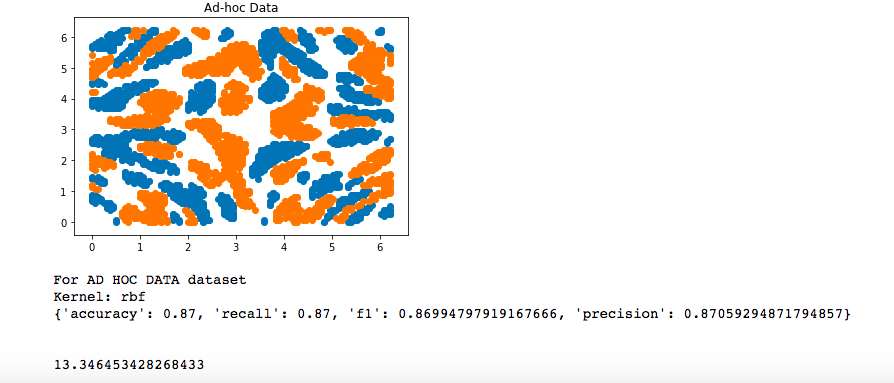 Ad-hoc Data
6
5
4
3
2
1
0
0 1 2 3 4 5 6
For AD HOC DATA dataset
Kernel: rbf
{'accuracy': 0.87, 'recall': 0.87, 'f1': 0.86994797919167666, 'precision': 0.87059294871794857}
13.346453428268433